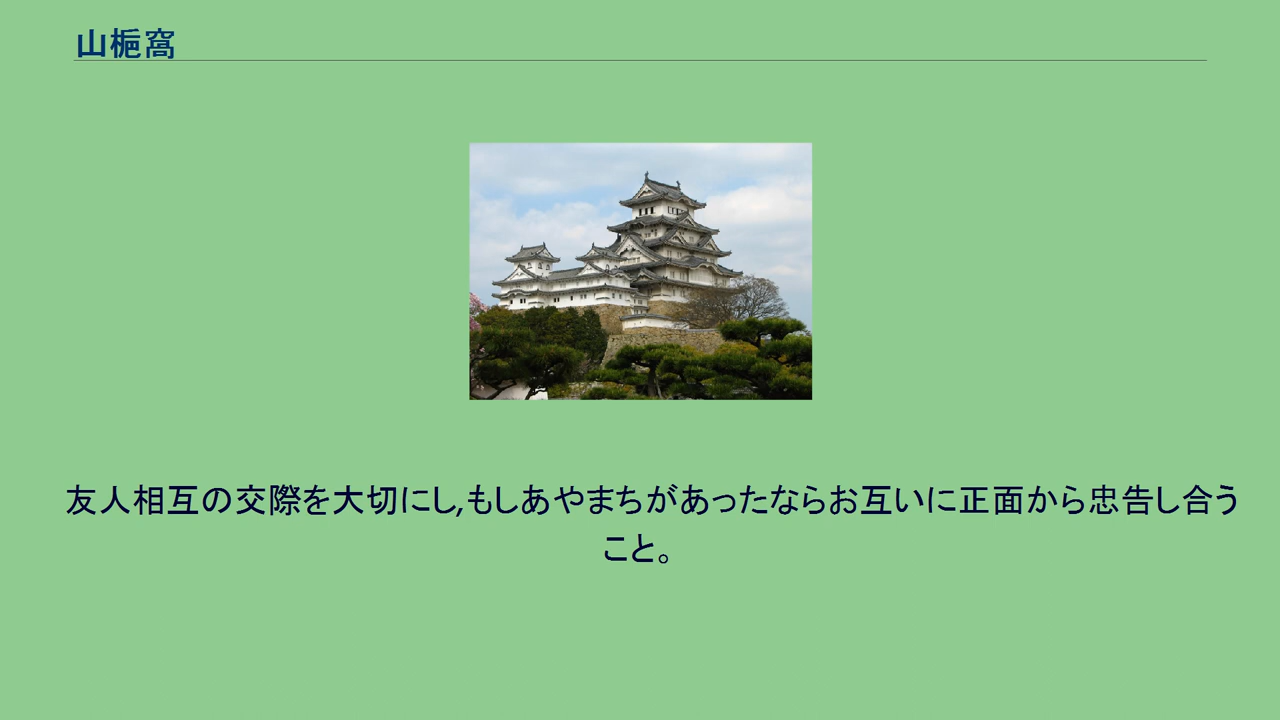 山梔窩
友人相互の交際を大切にし,もしあやまちがあったならお互いに正面から忠告し合う
こと。